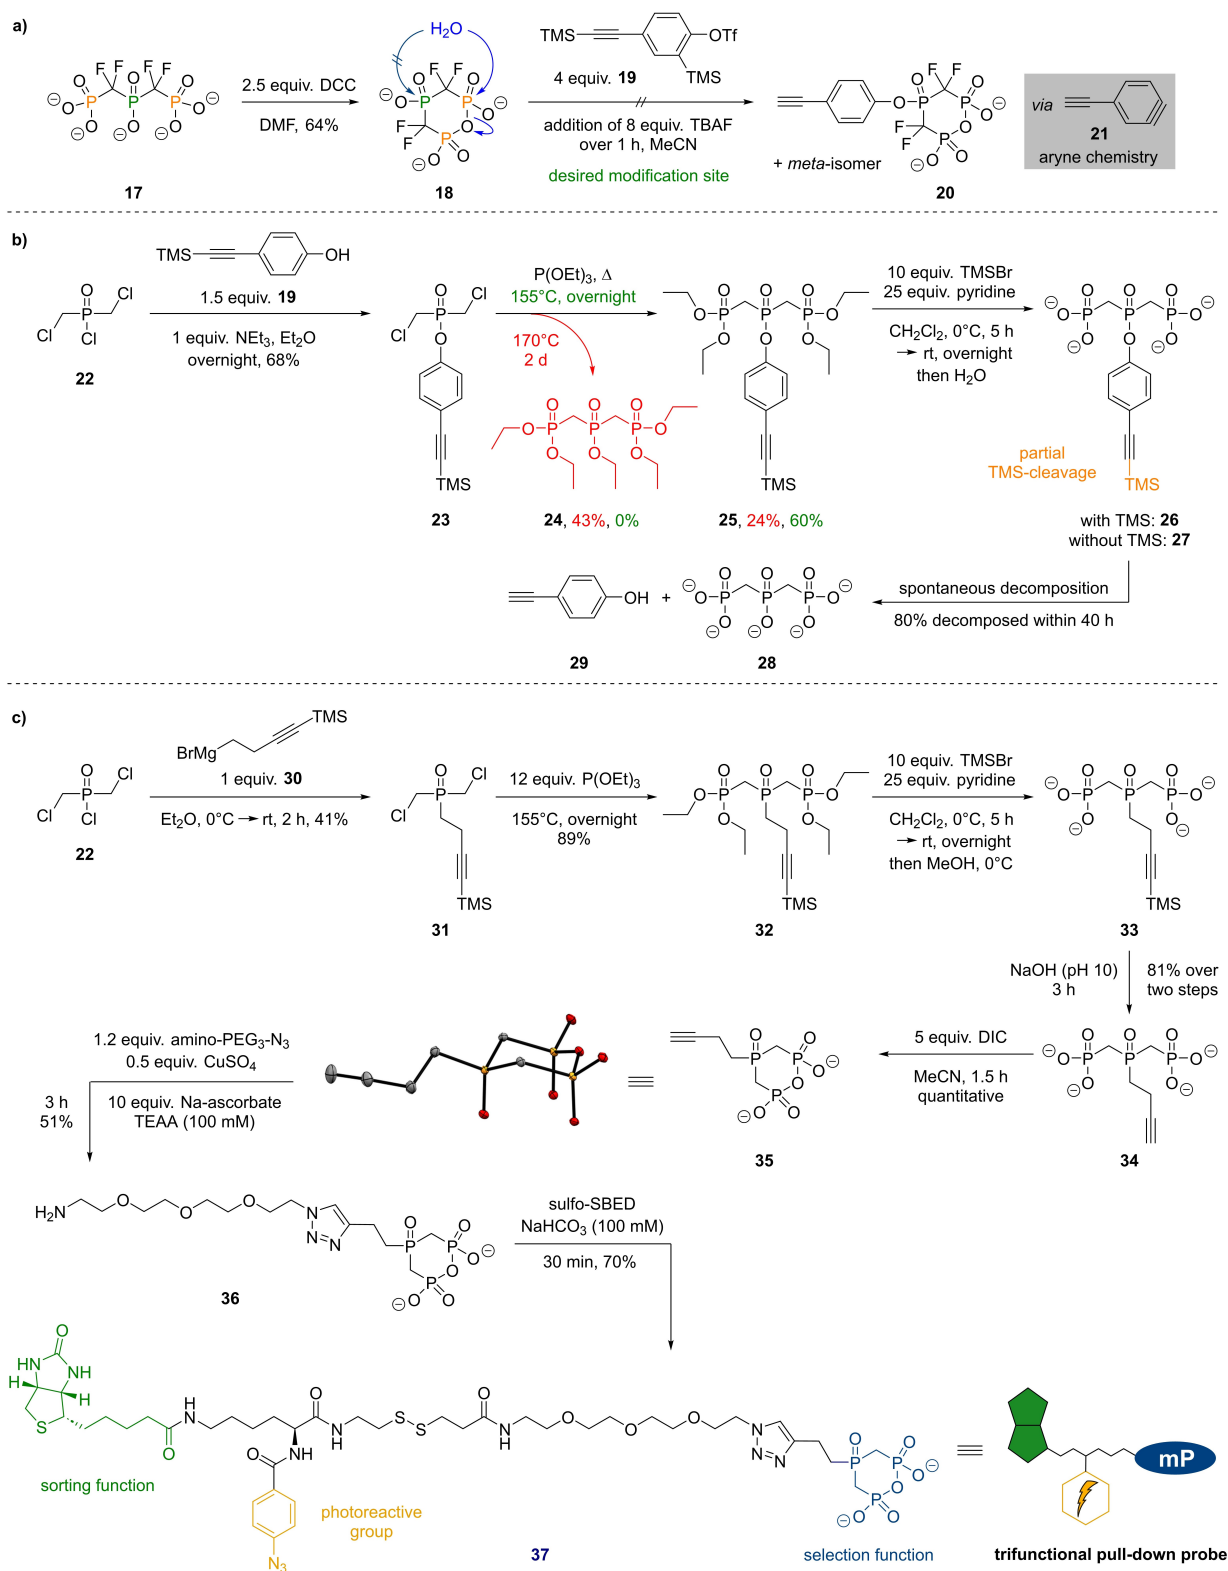 a)
H₂O
TMS
OTf
TMS
4 equiv. 19
addition of 8 equiv. TBAF
over 1 h, MeCN
desired modification site
2.5 equiv. DCC
DMF, 64%
17
18
+ meta-isomer
20
via
21
aryne chemistry
b)
TMS
OH
1.5 equiv. 19
1 equiv. NEt₃, Et₂O
overnight, 68%
22
23
P(OEt)₃, Δ
155°C, overnight
170°C
2 d
24, 43%, 0%
25, 24%, 60%
TMS
TMS
10 equiv. TMSBr
25 equiv. pyridine
CH₂Cl₂, 0°C, 5 h
→ rt, overnight
then H₂O
partial
TMS-cleavage
TMS
with TMS: 26
without TMS: 27
spontaneous decomposition
80% decomposed within 40 h
OH
+
29
28
c)
TMS
BrMg
1 equiv. 30
Et₂O, 0°C → rt, 2 h, 41%
22
31
TMS
12 equiv. P(OEt)₃
155°C, overnight
89%
32
TMS
10 equiv. TMSBr
25 equiv. pyridine
CH₂Cl₂, 0°C, 5 h
→ rt, overnight
then MeOH, 0°C
33
TMS
NaOH (pH 10)
3 h
81% over
two steps
34
5 equiv. DIC
MeCN, 1.5 h
quantitative
35
1.2 equiv. amino-PEG₃-N₃
0.5 equiv. CuSO₄
10 equiv. Na-ascorbate
TEAA (100 mM)
3 h
51%
H₂N
36
sulfo-SBED
NaHCO₃ (100 mM)
30 min, 70%
sorting function
photoreactive
group
N₃
37
selection function
mP
trifunctional pull-down probe